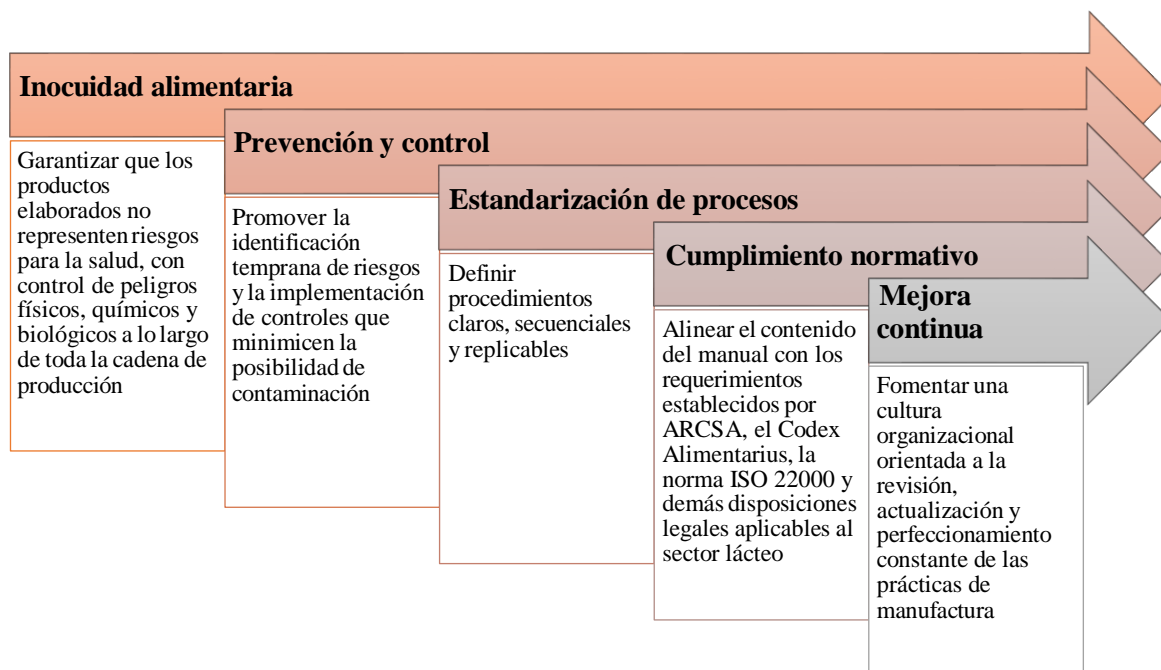 Inocuidad alimentaria
Garantizar que los
productos
elaborados no
representen riesgos
para la salud, con
control de peligros
físicos, químicos y
biológicos a lo largo
de toda la cadena de
producción
Prevención y control
Promover la
identificación
temprana de riesgos
y la implementación
de controles que
minimicen la
posibilidad de
contaminación
Estandarización de procesos
Definir
procedimientos
claros, secuenciales
y replicables
Cumplimiento normativo
Alinear el contenido
del manual con los
requerimientos
establecidos por
ARCSA, el Codex
Alimentarius, la
norma ISO 22000 y
demás disposiciones
legales aplicables al
sector lácteo
Mejora
continua
Fomentar una
cultura
organizacional
orientada a la
revisión,
actualización y
perfeccionamiento
constante de las
prácticas de
manufactura